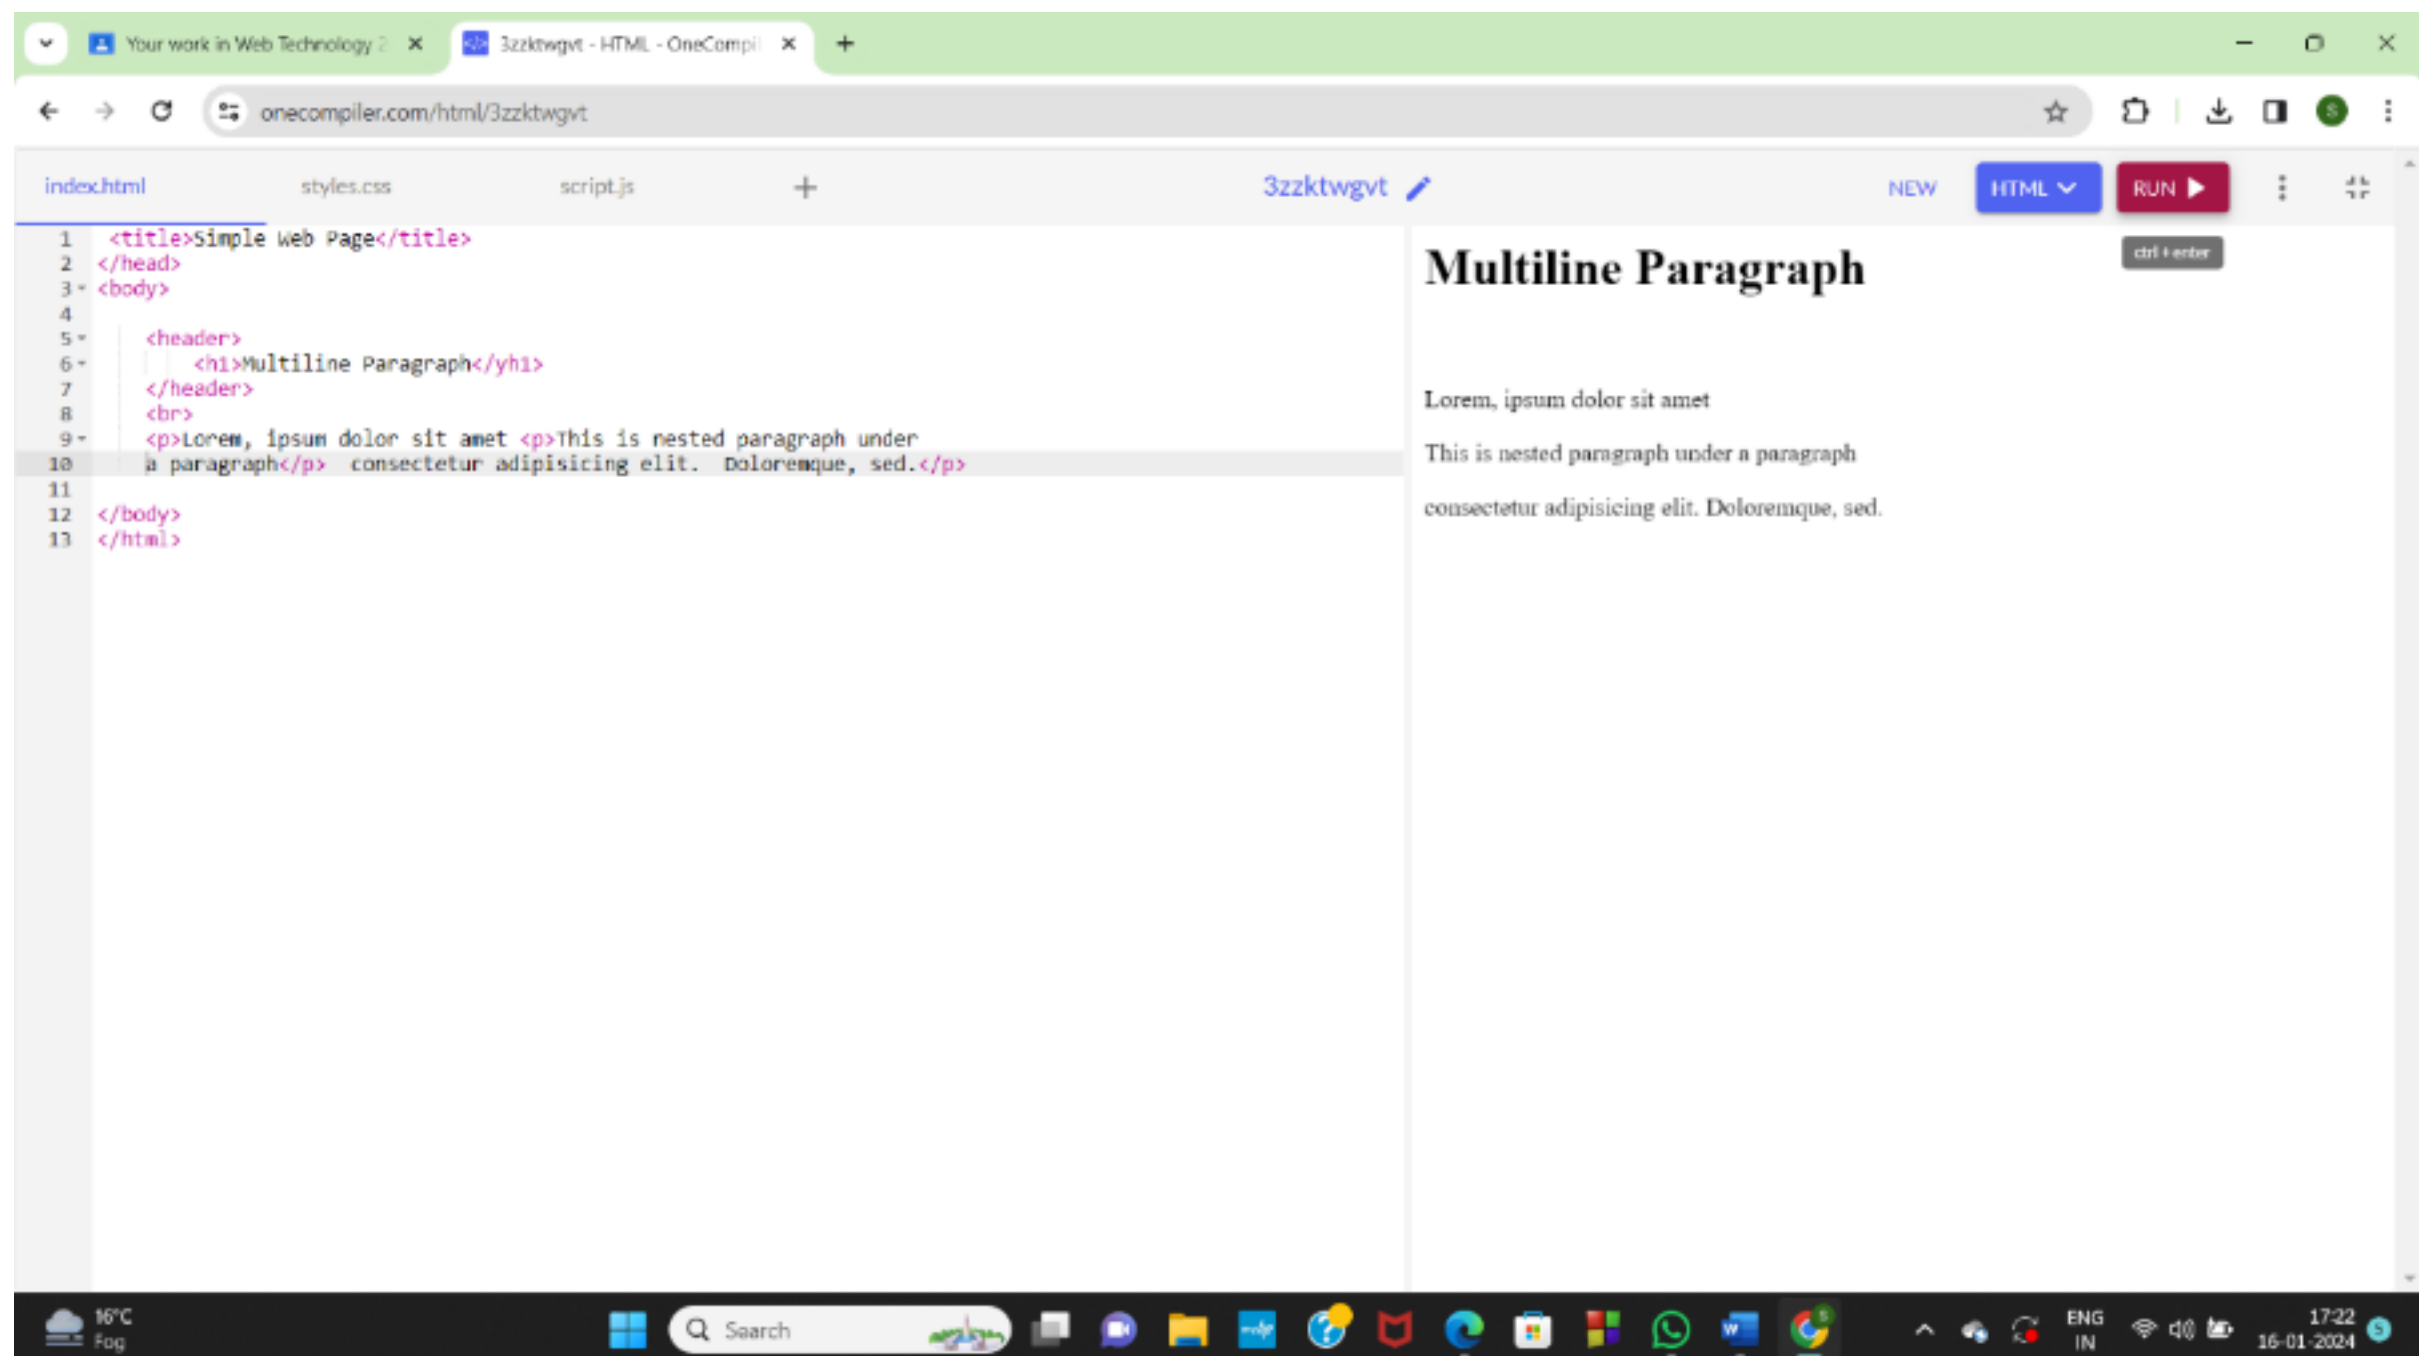 Your work in Web Technology 2
3zzktwgvt - HTML - OneCompil
onecompiler.com/html/3zzktwgvt
S
index.html styles.css script.js + 3zzktwgvt NEW HTML RUN
ctrl+enter
1 <title>Simple Web Page</title>
2 </head>
3 <body>
4
5 <header>
6 <h1>Multiline Paragraph</yh1>
7 </header>
8 <br>
9 <p>Lorem, ipsum dolor sit amet <p>This is nested paragraph under
10 a paragraph</p>  consectetur adipisicing elit.  Doloremque, sed.</p>
11
12 </body>
13 </html>
Multiline Paragraph
Lorem, ipsum dolor sit amet
This is nested paragraph under a paragraph
consectetur adipisicing elit. Doloremque, sed.
16°C
Fog
Search
ENG
IN
17:22
16-01-2024
5